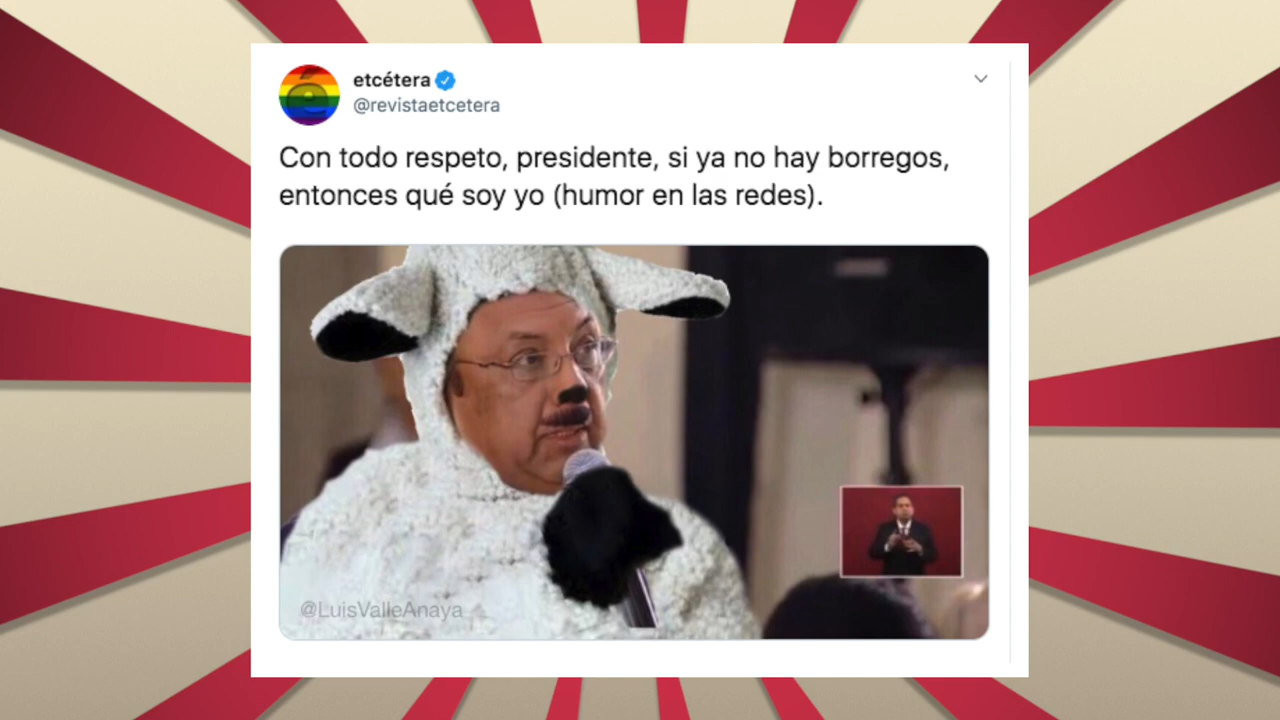 etcétera
@revistaetcetera
Con todo respeto, presidente, si ya no hay borregos,
entonces qué soy yo (humor en las redes).
@LuisValleAnaya